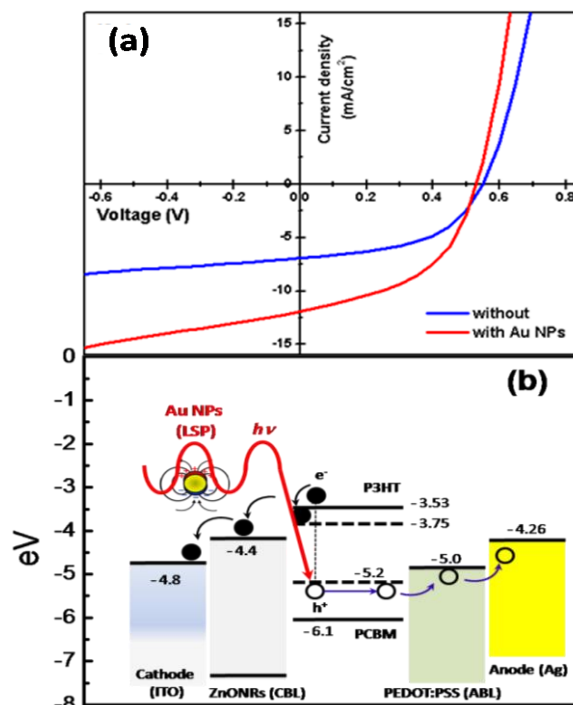 (a)
Current density
(mA/cm²)
15
10
5
0
-5
-10
-15
-0.6
-0.4
-0.2
0.0
0.2
0.4
0.6
0.8
Voltage (V)
without
with Au NPs
(b)
eV
0
-1
-2
-3
-4
-5
-6
-7
-8
Au NPs
(LSP)
hν
e⁻
P3HT
-3.53
-3.75
-4.26
-4.4
-4.8
-5.0
-5.2
h⁺
-6.1
PCBM
Cathode
(ITO)
ZnONRs (CBL)
PEDOT:PSS (ABL)
Anode (Ag)